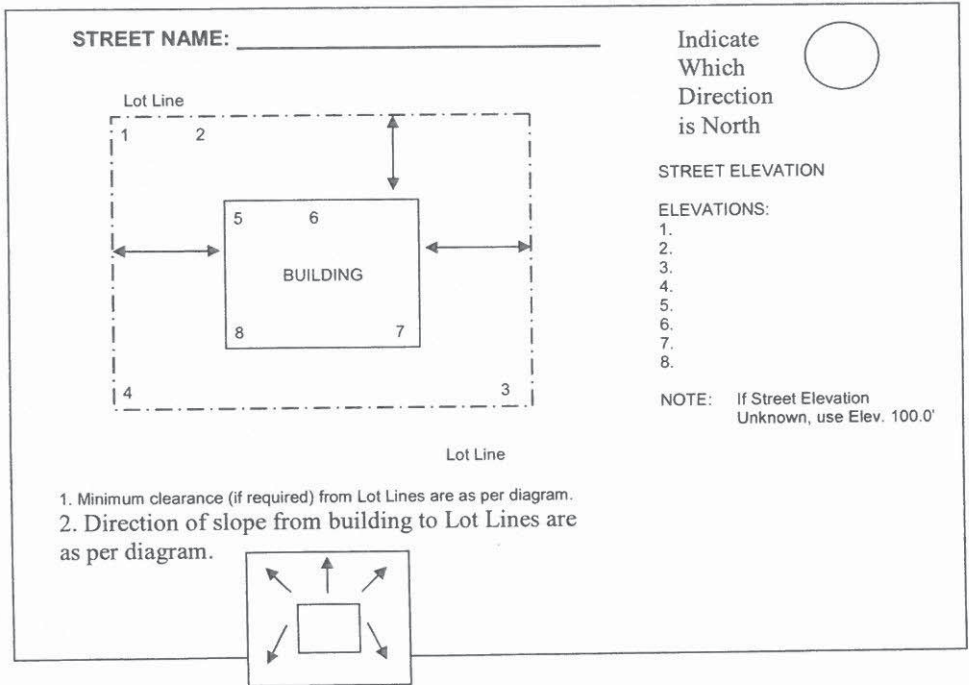 STREET NAME:
Indicate
Which
Direction
is North
Lot Line
1 2
5 6
BUILDING
8 7
4 3
Lot Line
STREET ELEVATION
ELEVATIONS:
1.
2.
3.
4.
5.
6.
7.
8.
NOTE: If Street Elevation
Unknown, use Elev. 100.0'
1. Minimum clearance (if required) from Lot Lines are as per diagram.
2. Direction of slope from building to Lot Lines are
as per diagram.